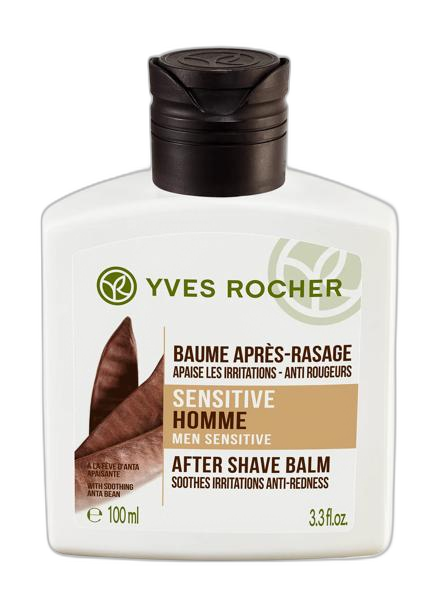 YVES ROCHER
BAUME APRÈS-RASAGE
APAISE LES IRRITATIONS - ANTI ROUGEURS
SENSITIVE
HOMME
MEN SENSITIVE
AFTER SHAVE BALM
SOOTHES IRRITATIONS ANTI-REDNESS
À LA FÈVE D'ANTA
APAISANTE
WITH SOOTHING
ANTA BEAN
℮ 100 ml 3.3 fl.oz.